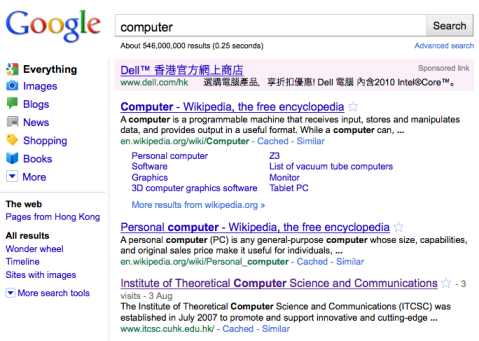 Google
computer
Search
About 546,000,000 results (0.25 seconds)
Advanced search
Everything
Images
Blogs
News
Shopping
Books
More
The web
Pages from Hong Kong
All results
Wonder wheel
Timeline
Sites with images
More search tools
Dell™ 香港官方網上商店
Sponsored link
www.dell.com/hk 選購電腦產品, 享折扣優惠! Dell 電腦 內含2010 Intel®Core™。
Computer - Wikipedia, the free encyclopedia
A computer is a programmable machine that receives input, stores and manipulates
data, and provides output in a useful format. While a computer can, ...
en.wikipedia.org/wiki/Computer - Cached - Similar
Personal computer Z3
Software List of vacuum tube computers
Graphics Monitor
3D computer graphics software Tablet PC
More results from wikipedia.org »
Personal computer - Wikipedia, the free encyclopedia
A personal computer (PC) is any general-purpose computer whose size, capabilities,
and original sales price make it useful for individuals, ...
en.wikipedia.org/wiki/Personal_computer - Cached - Similar
Institute of Theoretical Computer Science and Communications - 3
visits - 3 Aug
The Institute of Theoretical Computer Science and Communications (ITCSC) was
established in July 2007 to promote and support innovative and cutting-edge ...
www.itcsc.cuhk.edu.hk/ - Cached - Similar